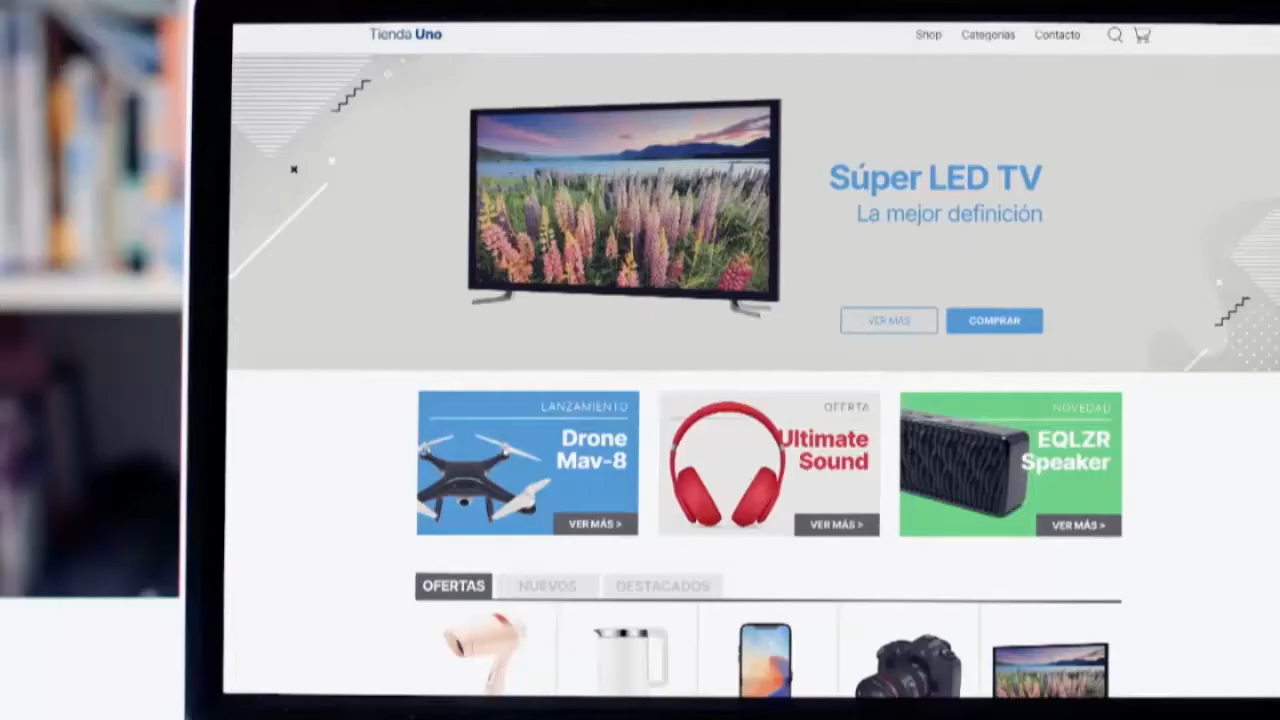 Tienda Uno
Shop Categorías Contacto
Súper LED TV
La mejor definición
VER MÁS
COMPRAR
LANZAMIENTO
Drone
Mav-8
VER MÁS >
OFERTA
Ultimate
Sound
VER MÁS >
NOVEDAD
EQLZR
Speaker
VER MÁS >
OFERTAS NUEVOS DESTACADOS